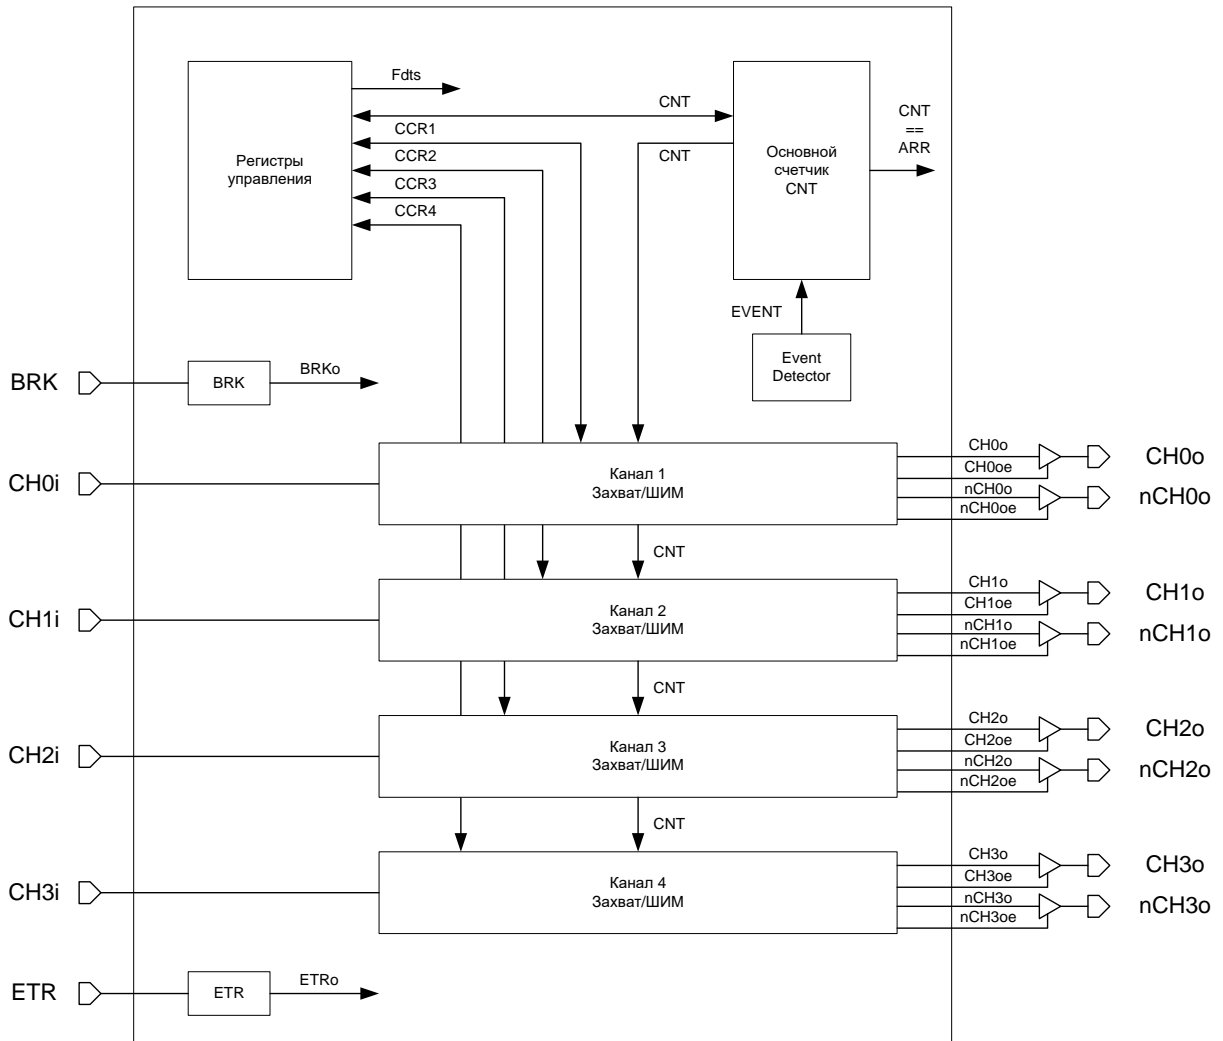 Fdts
CNT
CCR1
CCR2
CCR3
CCR4
Регистры
управления
CNT
Основной
счетчик
CNT
CNT
==
ARR
EVENT
Event
Detector
BRK
BRK
BRKo
CH0i
Канал 1
Захват/ШИМ
CH0o
CH0oe
nCH0o
nCH0oe
CH0o
nCH0o
CNT
CH1i
Канал 2
Захват/ШИМ
CH1o
CH1oe
nCH1o
nCH1oe
CH1o
nCH1o
CNT
CH2i
Канал 3
Захват/ШИМ
CH2o
CH2oe
nCH2o
nCH2oe
CH2o
nCH2o
CNT
CH3i
Канал 4
Захват/ШИМ
CH3o
CH3oe
nCH3o
nCH3oe
CH3o
nCH3o
ETR
ETR
ETRo